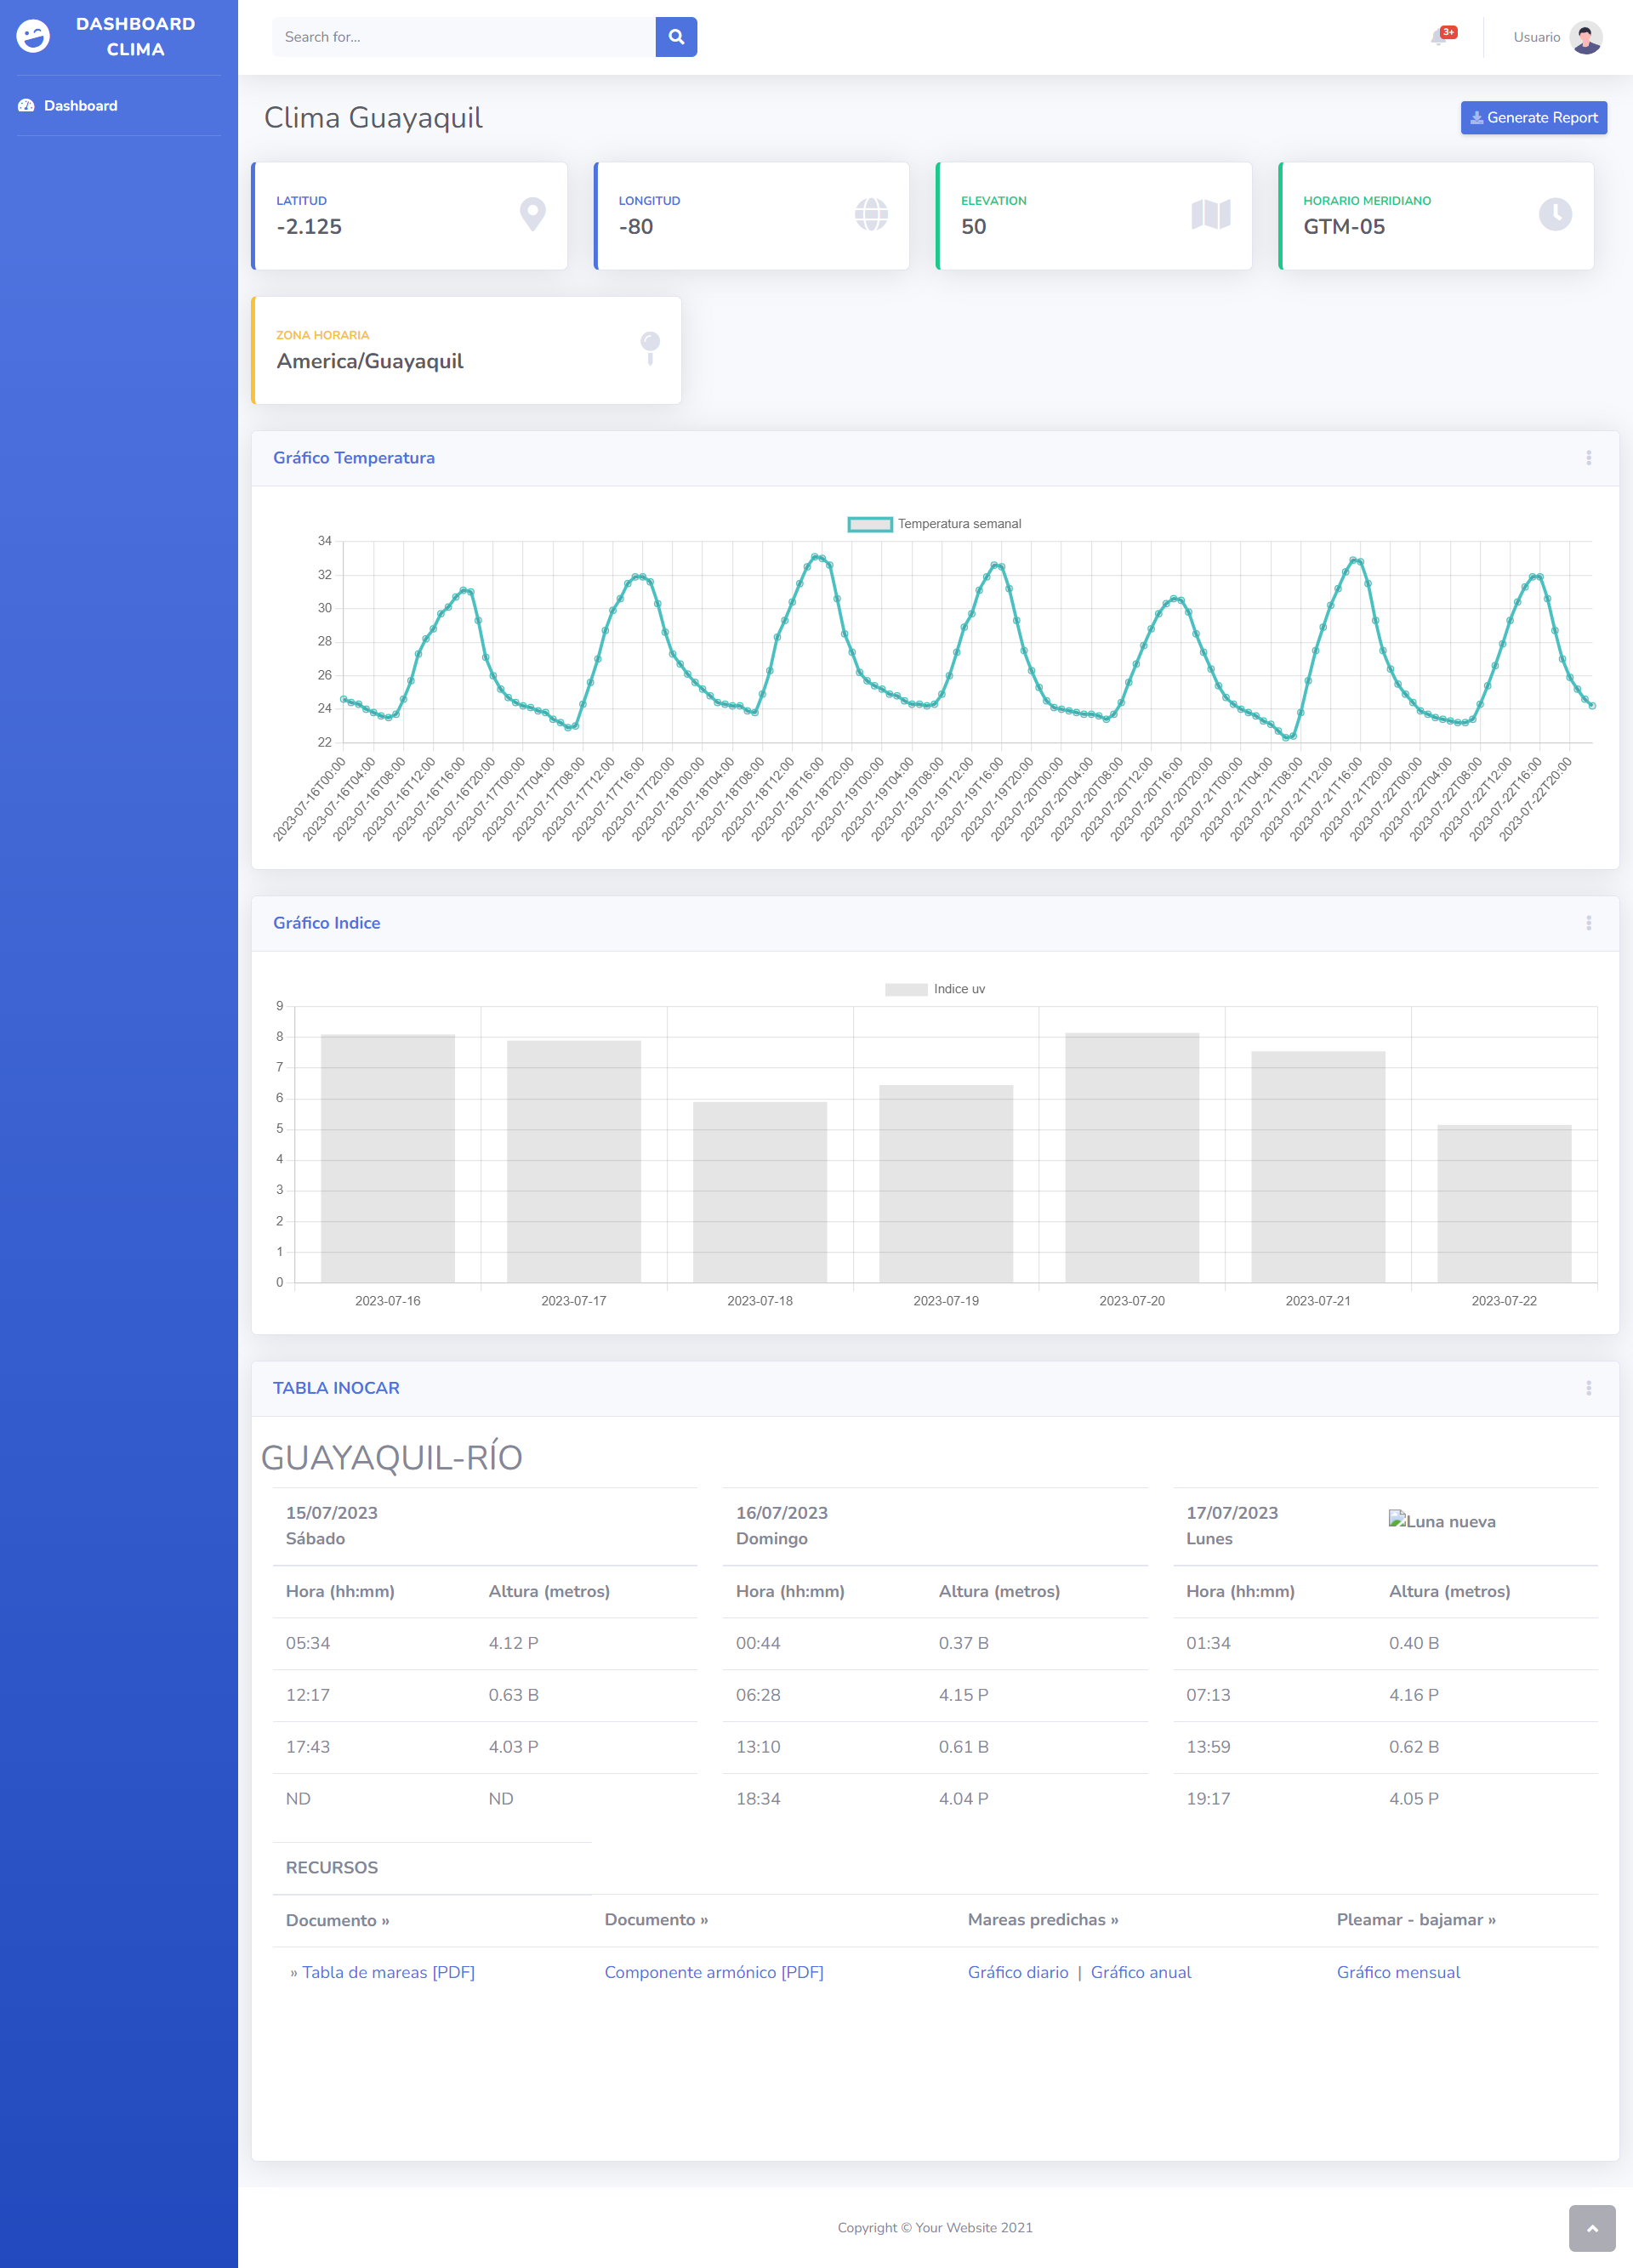 DASHBOARD
CLIMA
Dashboard
Search for...
3+
Usuario
Clima Guayaquil
Generate Report
LATITUD
-2.125
LONGITUD
-80
ELEVATION
50
HORARIO MERIDIANO
GTM-05
ZONA HORARIA
America/Guayaquil
Gráfico Temperatura
Temperatura semanal
34
32
30
28
26
24
22
2023-07-16T00:00
2023-07-16T04:00
2023-07-16T08:00
2023-07-16T12:00
2023-07-16T16:00
2023-07-16T20:00
2023-07-17T00:00
2023-07-17T04:00
2023-07-17T08:00
2023-07-17T12:00
2023-07-17T16:00
2023-07-17T20:00
2023-07-18T00:00
2023-07-18T04:00
2023-07-18T08:00
2023-07-18T12:00
2023-07-18T16:00
2023-07-18T20:00
2023-07-19T00:00
2023-07-19T04:00
2023-07-19T08:00
2023-07-19T12:00
2023-07-19T16:00
2023-07-19T20:00
2023-07-20T00:00
2023-07-20T04:00
2023-07-20T08:00
2023-07-20T12:00
2023-07-20T16:00
2023-07-20T20:00
2023-07-21T00:00
2023-07-21T04:00
2023-07-21T08:00
2023-07-21T12:00
2023-07-21T16:00
2023-07-21T20:00
2023-07-22T00:00
2023-07-22T04:00
2023-07-22T08:00
2023-07-22T12:00
2023-07-22T16:00
2023-07-22T20:00
Gráfico Indice
Indice uv
9
8
7
6
5
4
3
2
1
0
2023-07-16 2023-07-17 2023-07-18 2023-07-19 2023-07-20 2023-07-21 2023-07-22
TABLA INOCAR
GUAYAQUIL-RÍO
15/07/2023
Sábado
Hora (hh:mm) Altura (metros)
05:34 4.12 P
12:17 0.63 B
17:43 4.03 P
ND ND
16/07/2023
Domingo
Hora (hh:mm) Altura (metros)
00:44 0.37 B
06:28 4.15 P
13:10 0.61 B
18:34 4.04 P
17/07/2023
Lunes
Luna nueva
Hora (hh:mm) Altura (metros)
01:34 0.40 B
07:13 4.16 P
13:59 0.62 B
19:17 4.05 P
RECURSOS
Documento » Documento » Mareas predichas » Pleamar - bajamar »
» Tabla de mareas [PDF] Componente armónico [PDF] Gráfico diario | Gráfico anual Gráfico mensual
Copyright © Your Website 2021